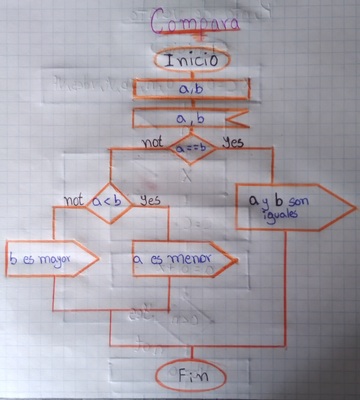 Compara
Inicio
a,b
a, b
not a==b yes
not a<b yes
a y b son
iguales
b es mayor
a es menor
Fin